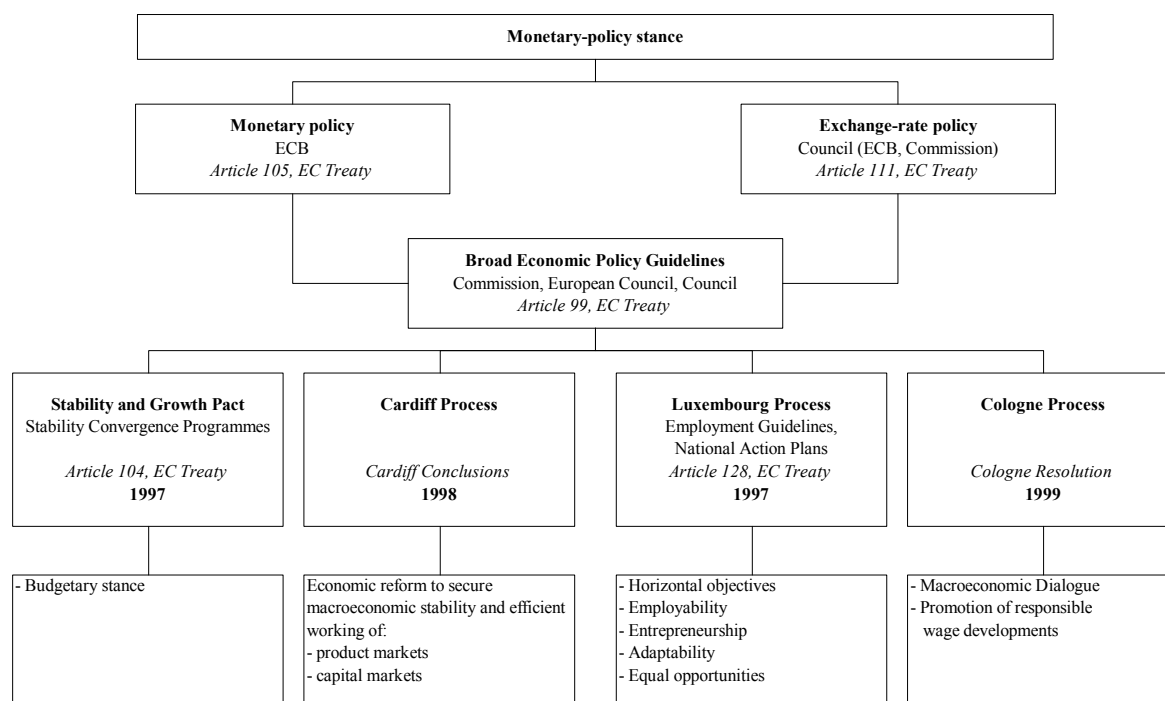 Monetary-policy stance
Monetary policy
ECB
Article 105, EC Treaty
Exchange-rate policy
Council (ECB, Commission)
Article 111, EC Treaty
Broad Economic Policy Guidelines
Commission, European Council, Council
Article 99, EC Treaty
Stability and Growth Pact
Stability Convergence Programmes
Article 104, EC Treaty
1997
Cardiff Process
Cardiff Conclusions
1998
Luxembourg Process
Employment Guidelines,
National Action Plans
Article 128, EC Treaty
1997
Cologne Process
Cologne Resolution
1999
- Budgetary stance
Economic reform to secure
macroeconomic stability and efficient
working of:
- product markets
- capital markets
- Horizontal objectives
- Employability
- Entrepreneurship
- Adaptability
- Equal opportunities
- Macroeconomic Dialogue
- Promotion of responsible
wage developments